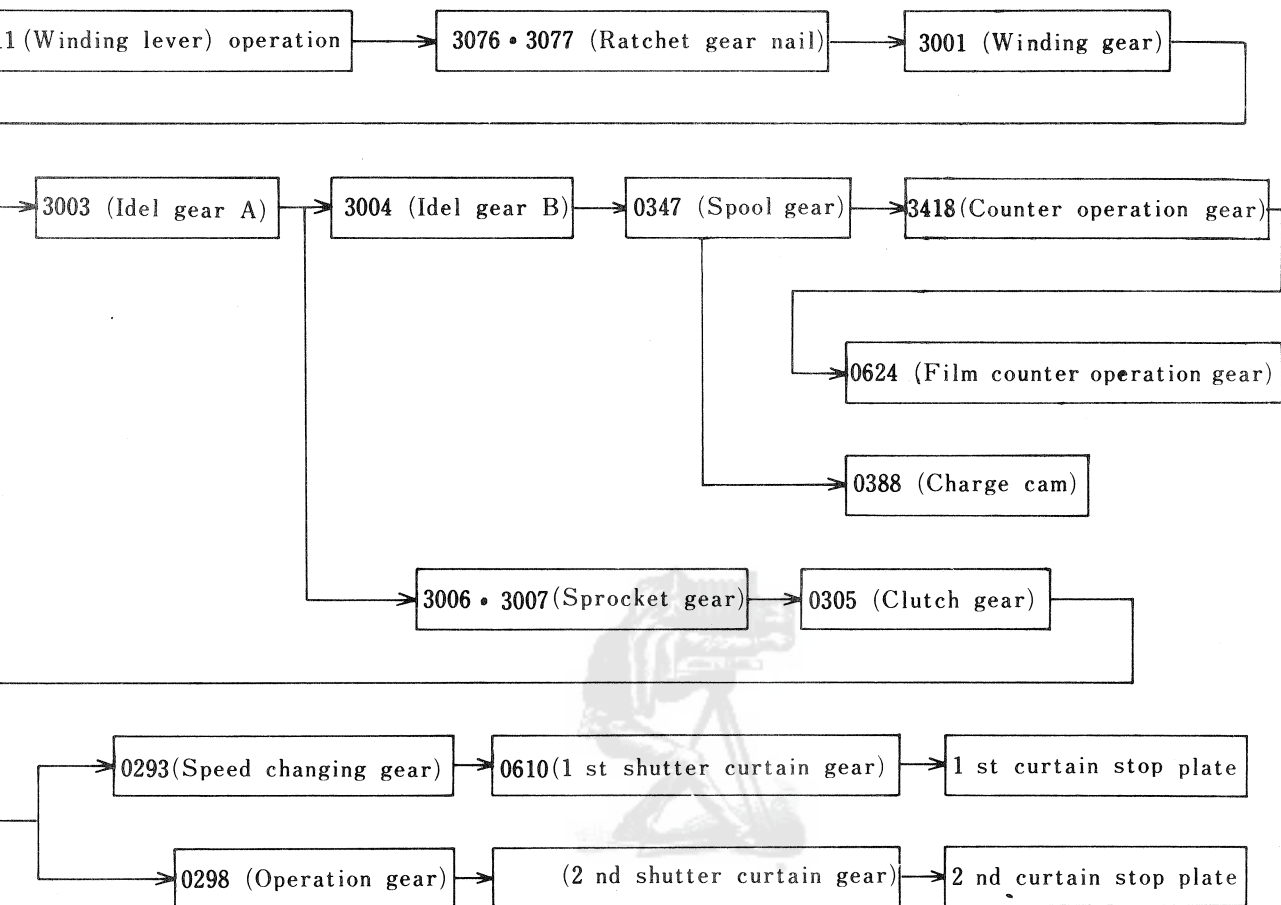 1 (Winding lever) operation
3076 • 3077 (Ratchet gear nail)
3001 (Winding gear)
3003 (Idel gear A)
3004 (Idel gear B)
0347 (Spool gear)
3418 (Counter operation gear)
0624 (Film counter operation gear)
0388 (Charge cam)
3006 • 3007 (Sprocket gear)
0305 (Clutch gear)
0293 (Speed changing gear)
0610 (1 st shutter curtain gear)
1 st curtain stop plate
0298 (Operation gear)
(2 nd shutter curtain gear)
2 nd curtain stop plate